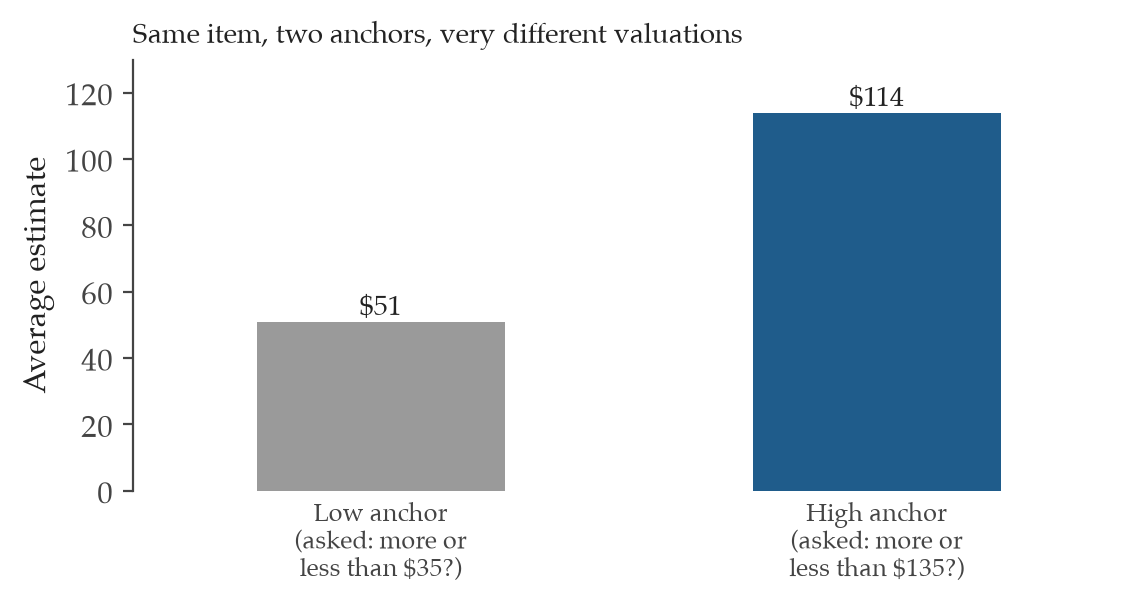 Same item, two anchors, very different valuations
Average estimate
120
100
80
60
40
20
0
$51
$114
Low anchor
(asked: more or
less than $35?)
High anchor
(asked: more or
less than $135?)